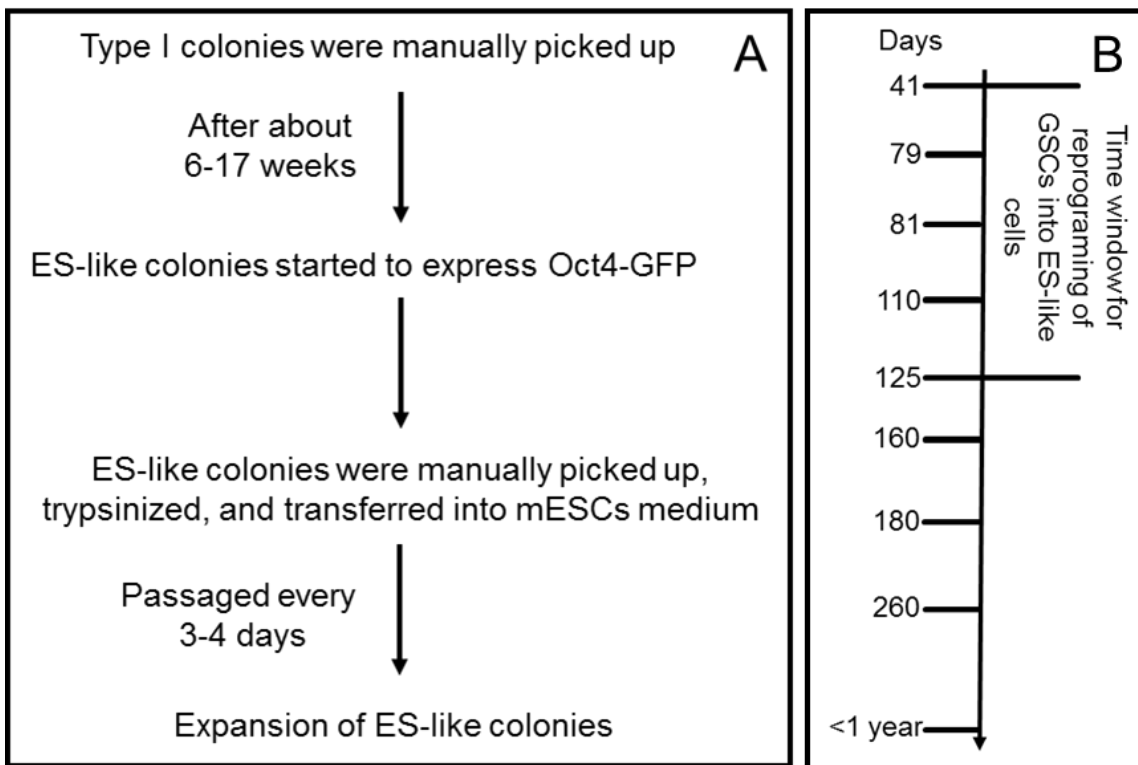 A
Type I colonies were manually picked up
After about
6-17 weeks
ES-like colonies started to express Oct4-GFP
ES-like colonies were manually picked up,
trypsinized, and transferred into mESCs medium
Passaged every
3-4 days
Expansion of ES-like colonies
B
Days
41
79
81
110
125
160
180
260
<1 year
Time window for
reprograming of
GSCs into ES-like
cells